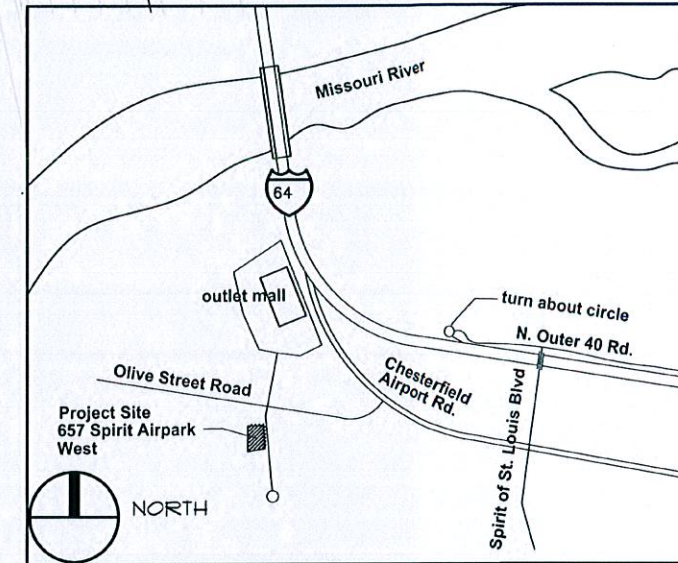 Missouri River
64
outlet mall
turn about circle
N. Outer 40 Rd.
Olive Street Road
Chesterfield
Airport Rd.
Project Site
657 Spirit Airpark
West
Spirit of St. Louis Blvd
NORTH